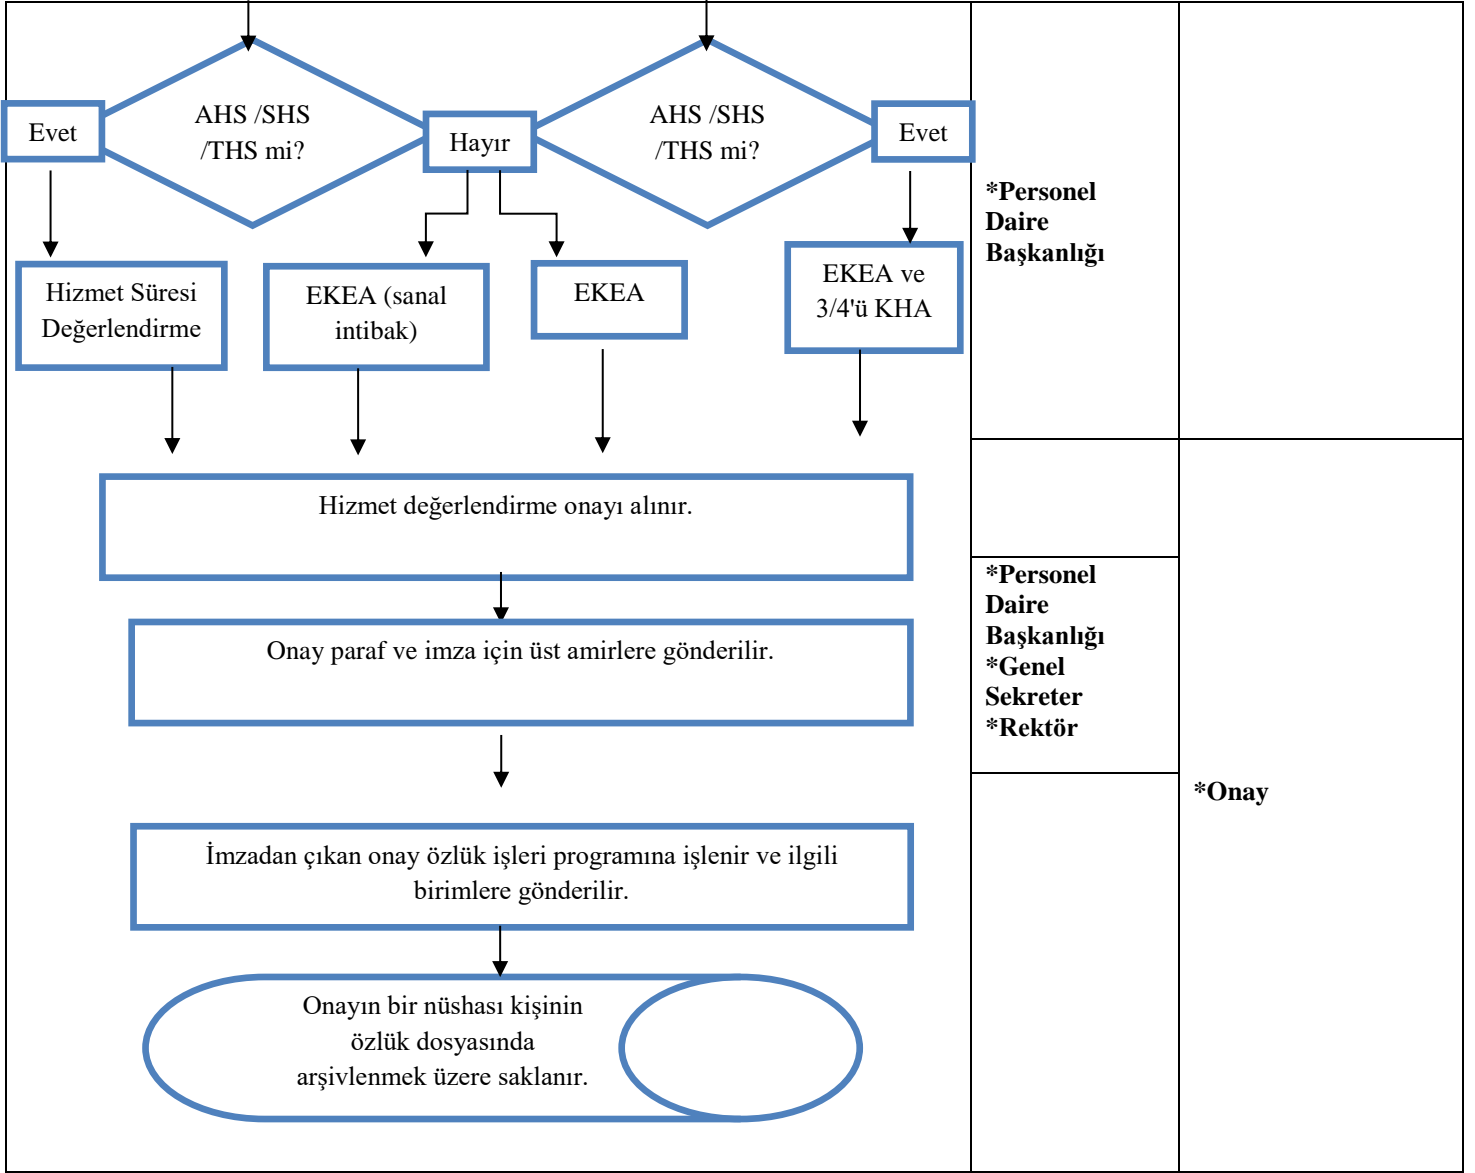 AHS /SHS
/THS mi?
AHS /SHS
/THS mi?
Evet
Hayır
Evet
Hizmet Süresi
Değerlendirme
EKEA (sanal
intibak)
EKEA
EKEA ve
3/4'ü KHA
*Personel
Daire
Başkanlığı
Hizmet değerlendirme onayı alınır.
Onay paraf ve imza için üst amirlere gönderilir.
*Personel
Daire
Başkanlığı
*Genel
Sekreter
*Rektör
*Onay
İmzadan çıkan onay özlük işleri programına işlenir ve ilgili
birimlere gönderilir.
Onayın bir nüshası kişinin
özlük dosyasında
arşivlenmek üzere saklanır.